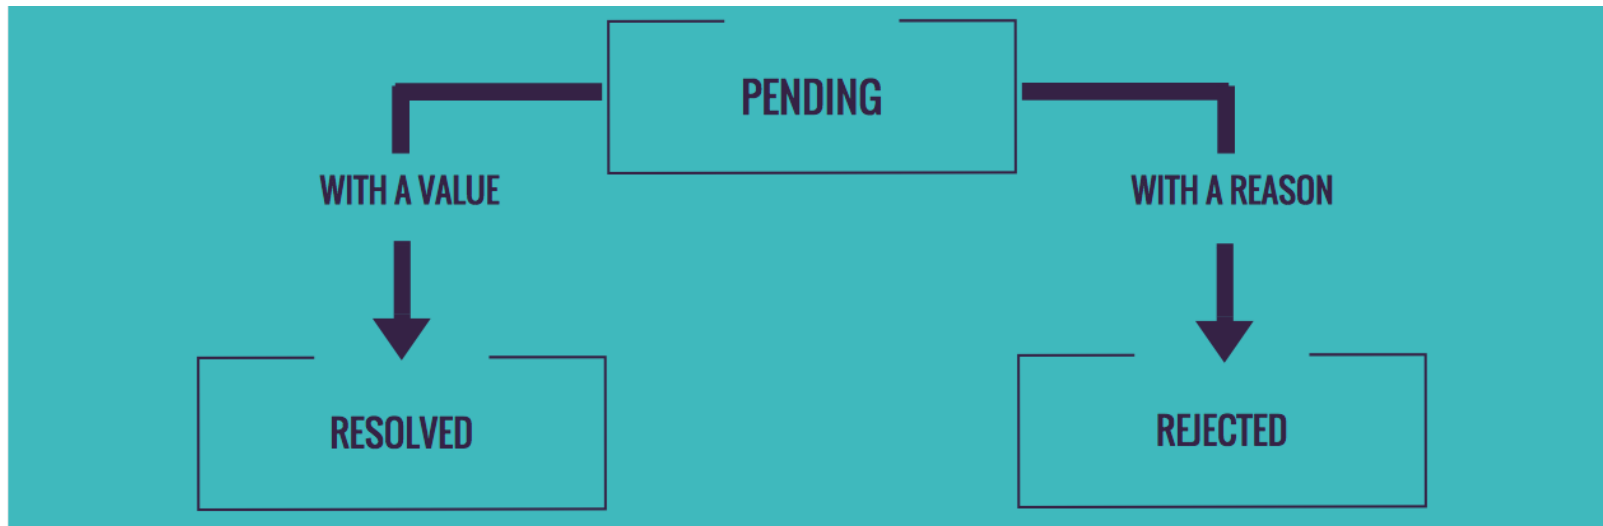 PENDING
WITH A VALUE
WITH A REASON
RESOLVED
REJECTED